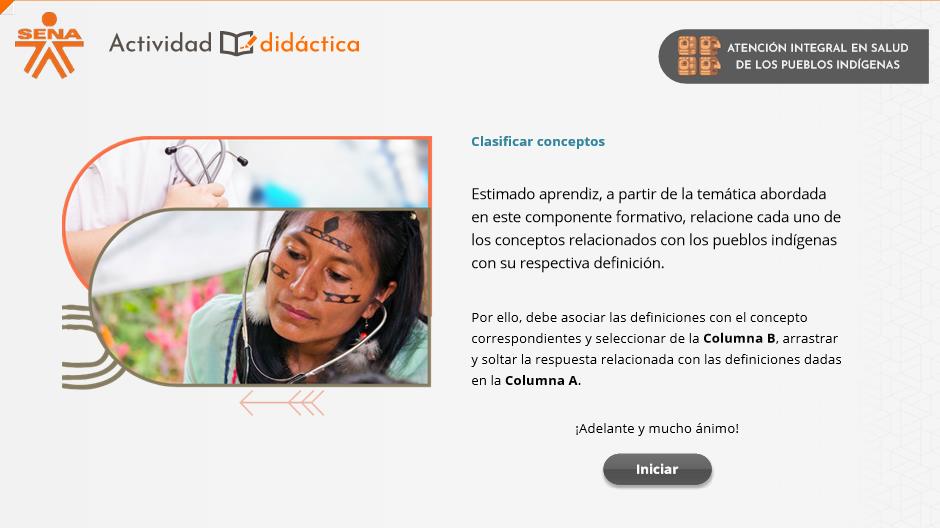 SENA
Actividad didáctica
ATENCIÓN INTEGRAL EN SALUD
DE LOS PUEBLOS INDÍGENAS
Clasificar conceptos
Estimado aprendiz, a partir de la temática abordada
en este componente formativo, relacione cada uno de
los conceptos relacionados con los pueblos indígenas
con su respectiva definición.
Por ello, debe asociar las definiciones con el concepto
correspondientes y seleccionar de la Columna B, arrastrar
y soltar la respuesta relacionada con las definiciones dadas
en la Columna A.
¡Adelante y mucho ánimo!
Iniciar